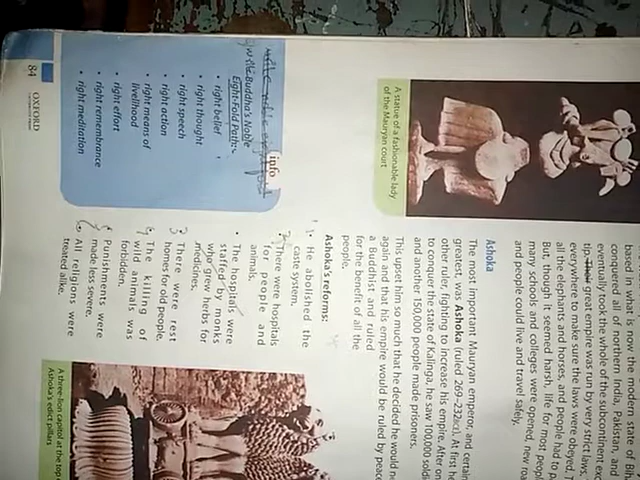 based in what is now the modern state of Bih
conquered all of northern India, Pakistan, and
eventually took the whole of the subcontinent exc
tip. great empire was run by very strict laws,
everywhere to make sure the laws were obeyed. T
all the elephants and horses, and people had to p
But, though it seemed harsh, life for most peopl
many schools and colleges were opened, new roa
and people could live and travel safely.
A statue of a fashionable lady
of the Mauryan court
Ashoka
The most important Mauryan emperor, and certain
greatest, was Ashoka (ruled 269–232BC). At first he
other ruler, fighting to increase his empire. After on
to conquer the state of Kalinga, he saw 100,000 soldi
and another 150,000 people made prisoners.
This upset him so much that he decided he would ne
again and that his empire would be ruled by peace
a Buddhist and ruled
for the benefit of all the
people.
Ashoka's reforms:
1. He abolished the
caste system.
2 There were hospitals
for people and
animals.
• The hospitals were
staffed by monks
who grew herbs for
medicines.
3 There were rest
homes for old people.
4 The killing of
wild animals was
forbidden.
5 Punishments were
made less severe.
6 All religions were
treated alike.
A three-lion capitol at the top o
Ashoka's edict pillars
info
Buddha's Noble
Eight-Fold Path:
• right belief
• right thought
• right speech
• right action
• right means of
livelihood
• right effort
• right remembrance
• right meditation
84
OXFORD